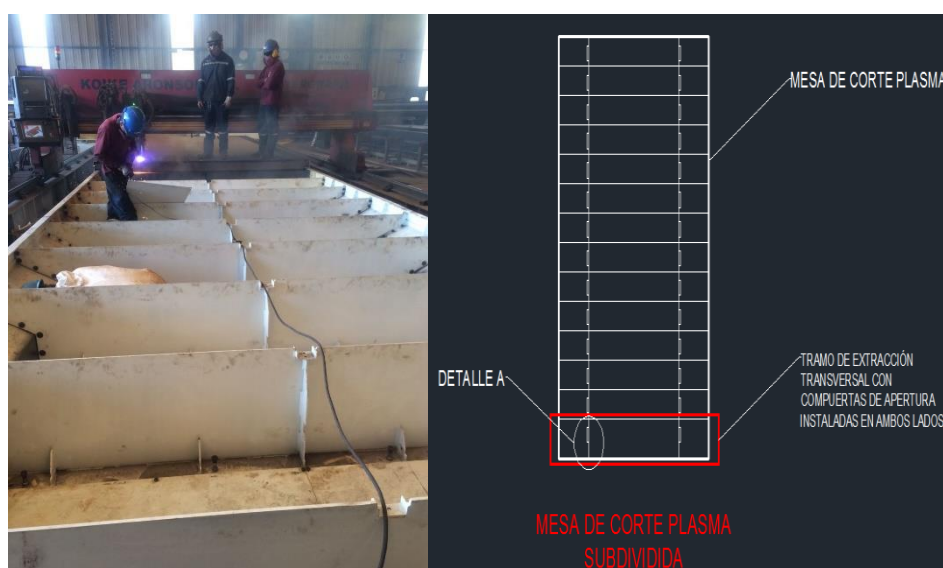 MESA DE CORTE PLASMA
DETALLE A
TRAMO DE EXTRACCIÓN
TRANSVERSAL CON
COMPUERTAS DE APERTURA
INSTALADAS EN AMBOS LADOS
MESA DE CORTE PLASMA
SUBDIVIDIDA